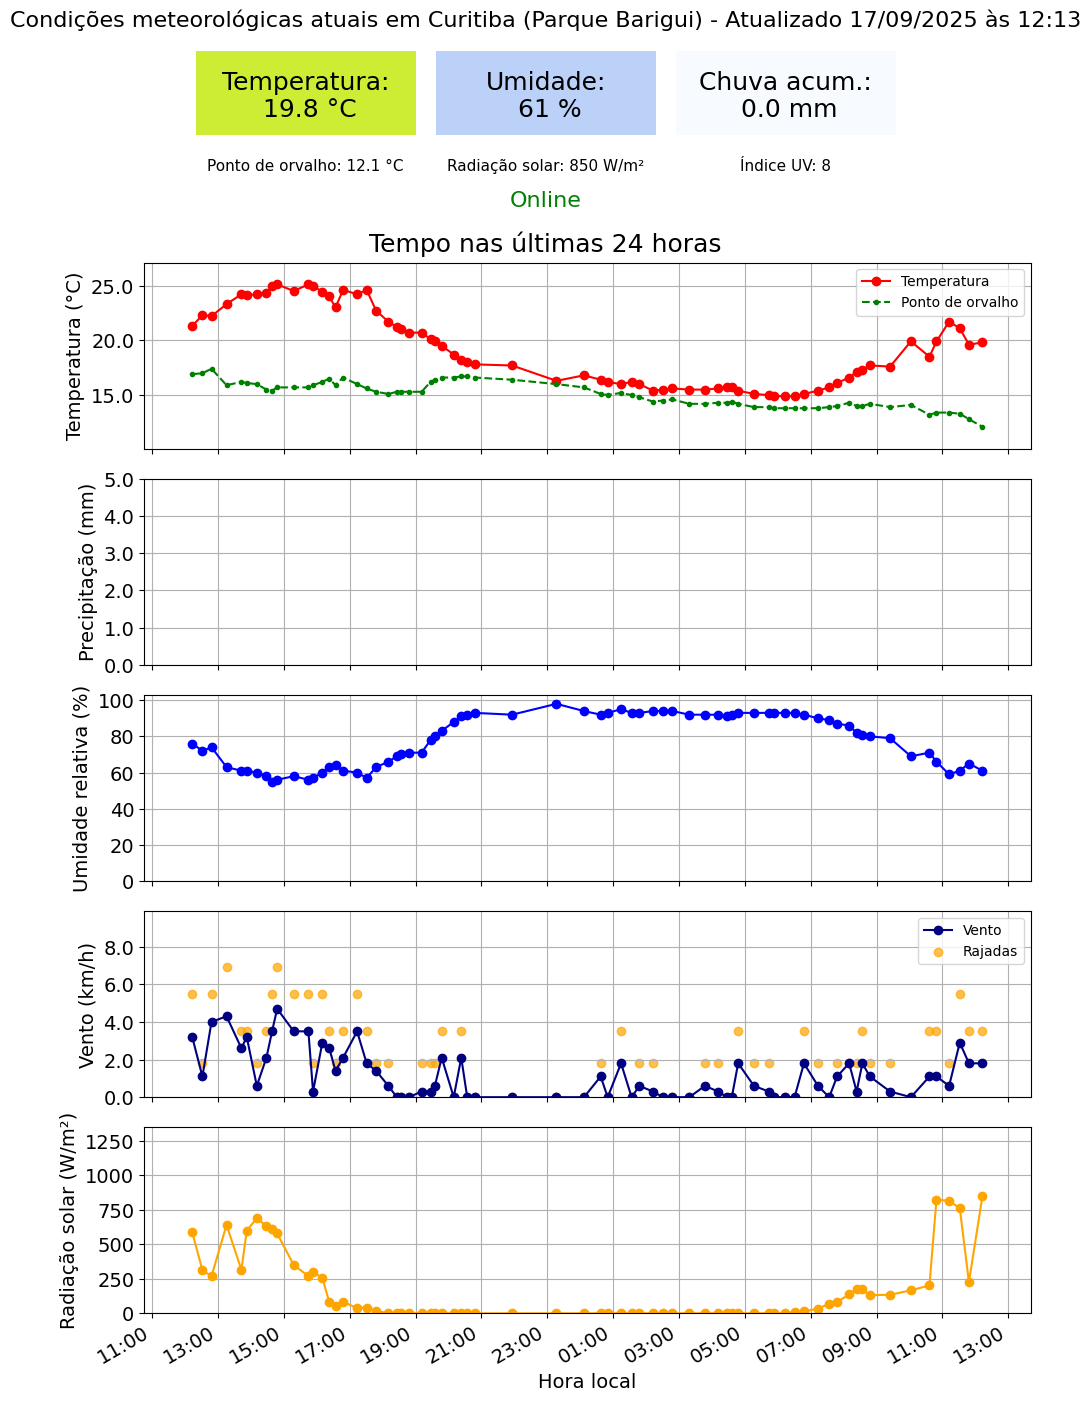 Condições meteorológicas atuais em Curitiba (Parque Barigui) - Atualizado 17/09/2025 às 12:13
Temperatura:
19.8 °C
Umidade:
61 %
Chuva acum.:
0.0 mm
Ponto de orvalho: 12.1 °C
Radiação solar: 850 W/m²
Índice UV: 8
Online
Tempo nas últimas 24 horas
Temperatura (°C)
25.0
20.0
15.0
Temperatura
Ponto de orvalho
Precipitação (mm)
5.0
4.0
3.0
2.0
1.0
0.0
Umidade relativa (%)
100
80
60
40
20
0
Vento (km/h)
8.0
6.0
4.0
2.0
0.0
Vento
Rajadas
Radiação solar (W/m²)
1250
1000
750
500
250
0
11:00
13:00
15:00
17:00
19:00
21:00
23:00
01:00
03:00
05:00
07:00
09:00
11:00
13:00
Hora local